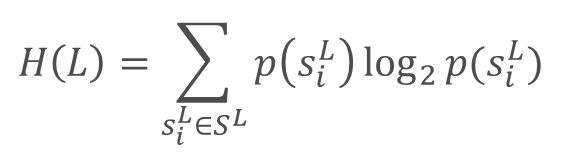 H(L) = ∑_{s_i^L ∈ S^L} p(s_i^L) log₂ p(s_i^L)